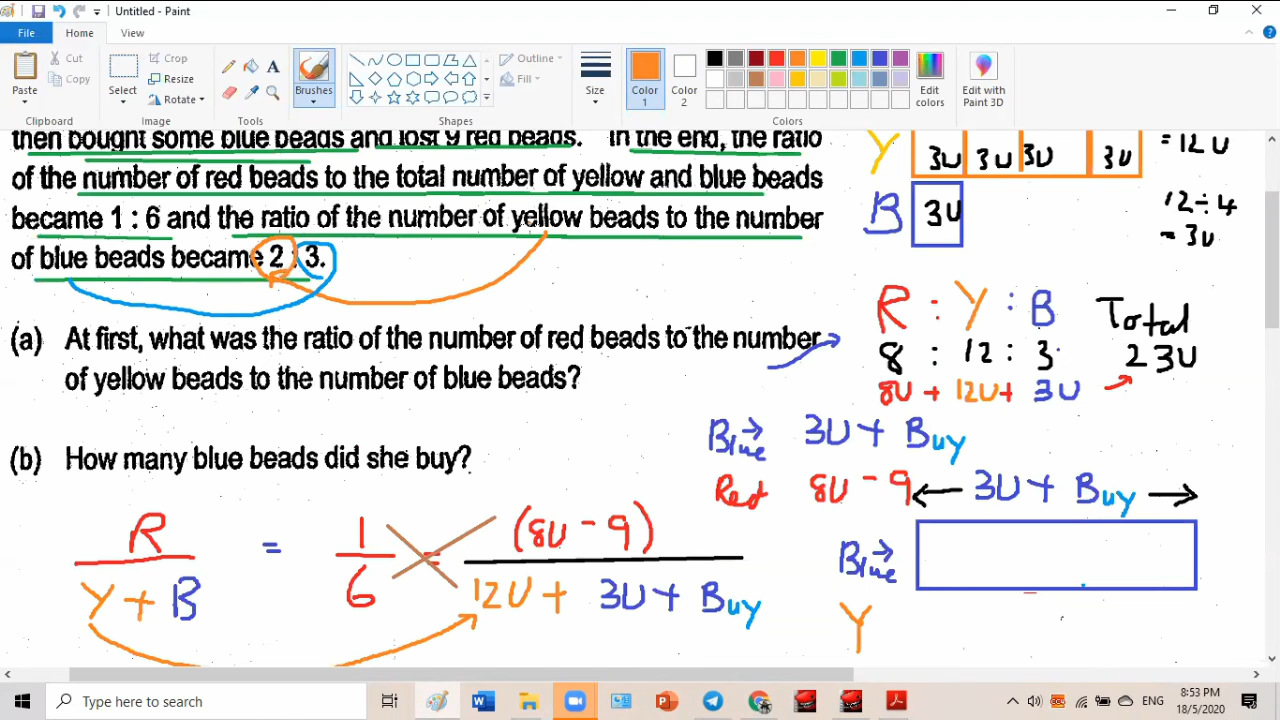 Untitled - Paint
File Home View
Cut
Copy
Paste
Crop
Resize
Rotate
Select
Brushes
Outline
Fill
Size
Color 1
Color 2
Edit colors
Edit with Paint 3D
Clipboard
Image
Tools
Shapes
Colors
then bought some blue beads and lost 9 red beads. In the end, the ratio
of the number of red beads to the total number of yellow and blue beads
became 1 : 6 and the ratio of the number of yellow beads to the number
of blue beads became 2 : 3.
(a) At first, what was the ratio of the number of red beads to the number
of yellow beads to the number of blue beads?
(b) How many blue beads did she buy?
R = 1 = (8U - 9)
Y + B 6 12U + 3U + Buy
Y 3U 3U 3U 3U = 12U
B 3U
12 ÷ 4
= 3U
R : Y : B Total
8 : 12 : 3 23U
8U + 12U + 3U
Blue → 3U + Buy
Red 8U - 9
← 3U + Buy →
Blue →
Y
Type here to search
ENG
8:53 PM
18/5/2020